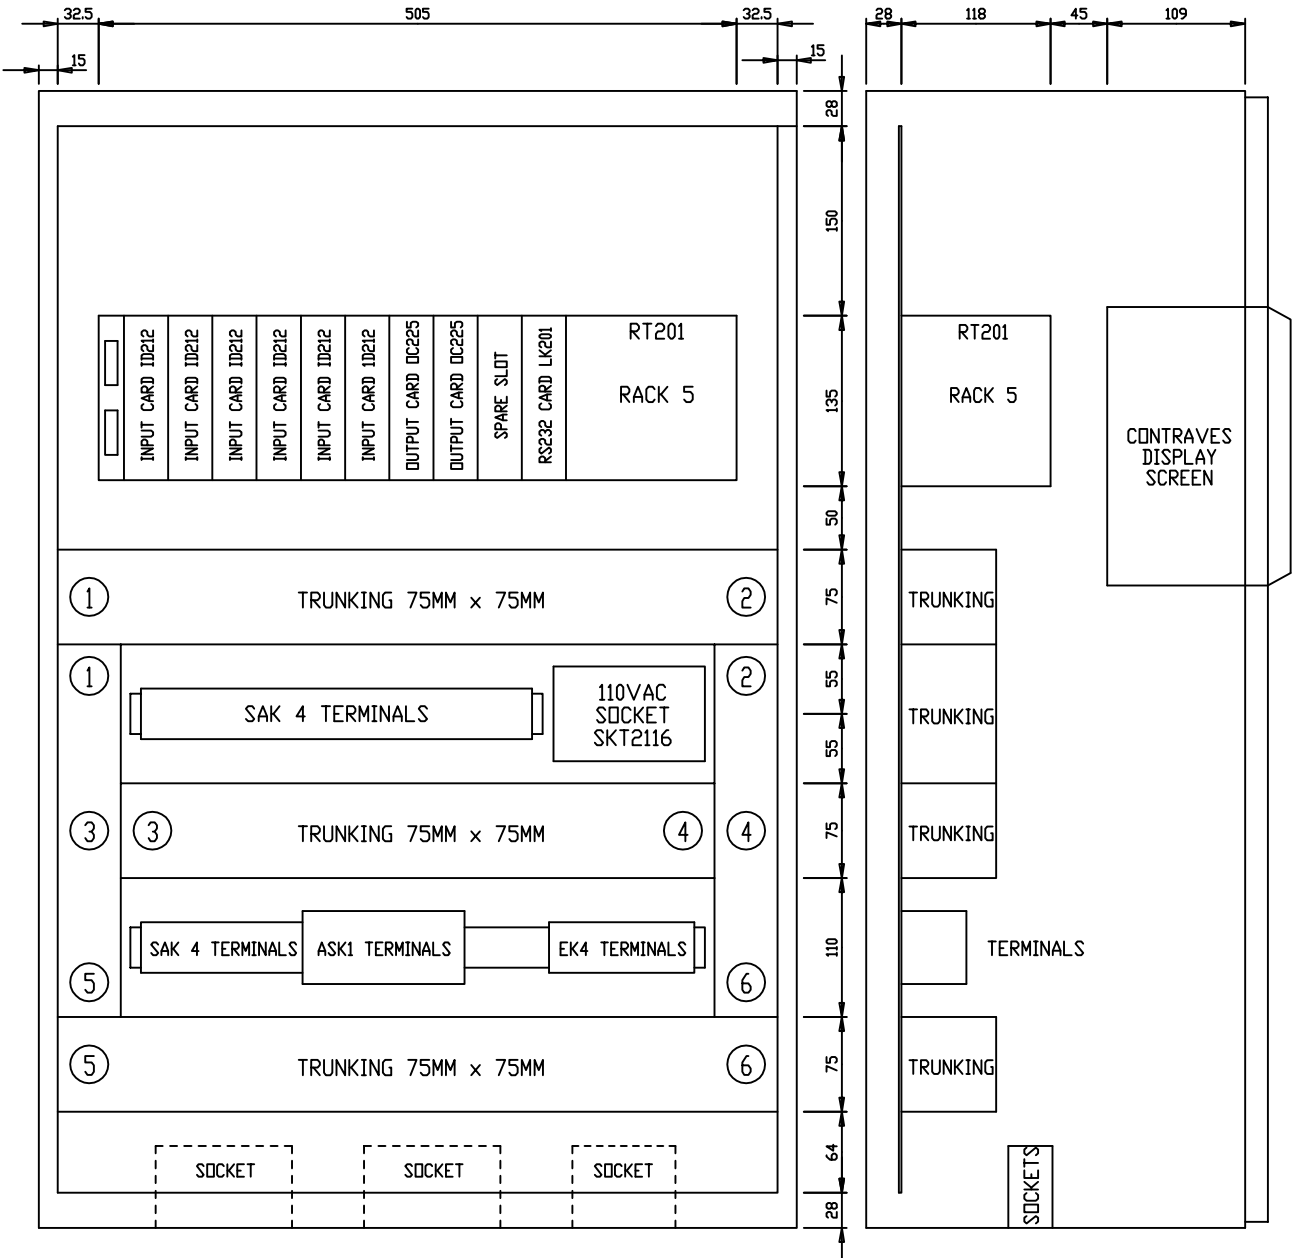 32.5
505
32.5
28
118
45
109
15
15
28
150
135
50
75
55
55
75
110
75
64
28
INPUT CARD ID212
INPUT CARD ID212
INPUT CARD ID212
INPUT CARD ID212
INPUT CARD ID212
INPUT CARD ID212
OUTPUT CARD OC225
OUTPUT CARD OC225
SPARE SLOT
RS232 CARD LK201
RT201
RACK 5
1
TRUNKING 75MM x 75MM
2
1
SAK 4 TERMINALS
110VAC
SOCKET
SKT2116
2
3
3
TRUNKING 75MM x 75MM
4
4
SAK 4 TERMINALS
ASK1 TERMINALS
EK4 TERMINALS
5
6
5
TRUNKING 75MM x 75MM
6
SOCKET
SOCKET
SOCKET
RT201
RACK 5
CONTRAVES
DISPLAY
SCREEN
TRUNKING
TRUNKING
TRUNKING
TERMINALS
TRUNKING
SOCKETS